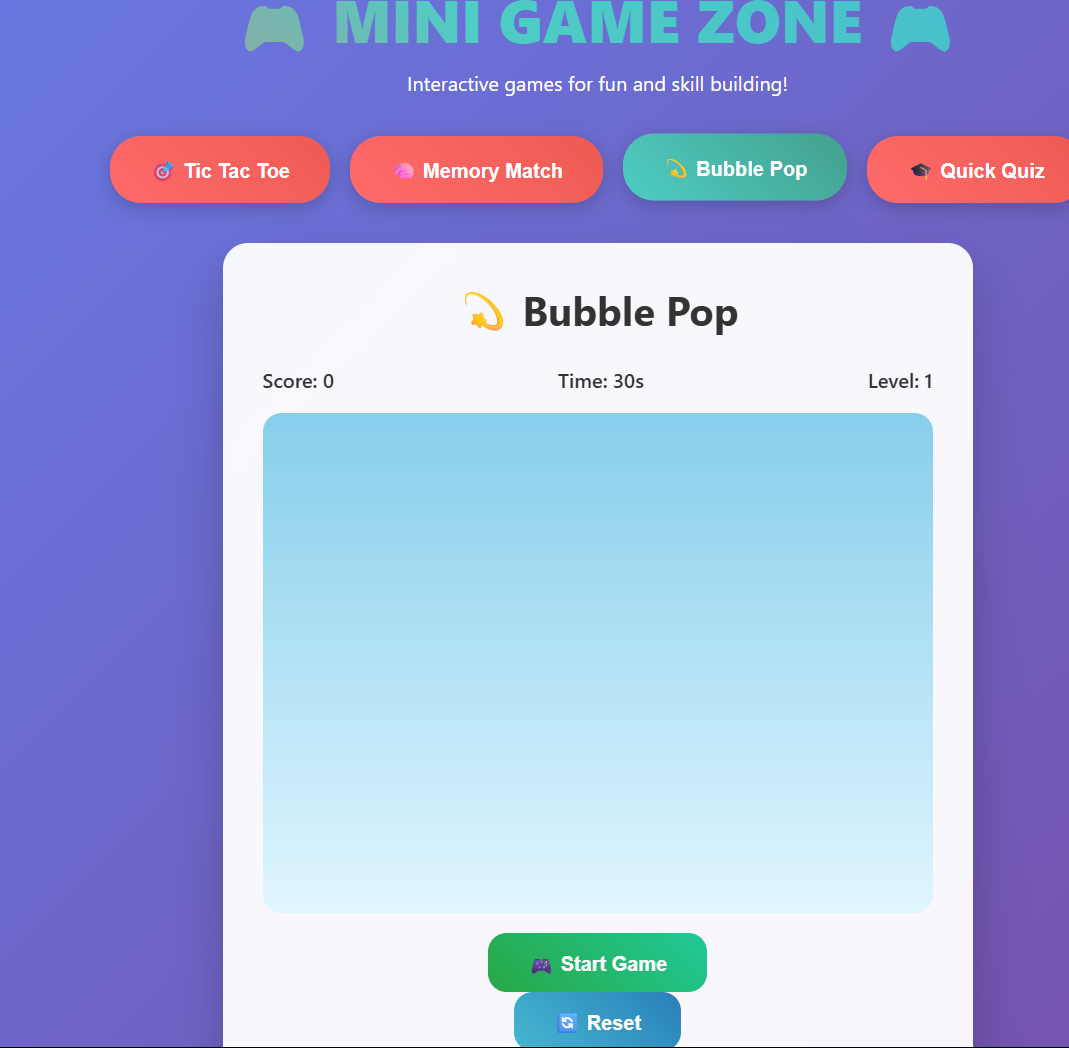 MINI GAME ZONE
Interactive games for fun and skill building!
Tic Tac Toe
Memory Match
Bubble Pop
Quick Quiz
Bubble Pop
Score: 0
Time: 30s
Level: 1
Start Game
Reset